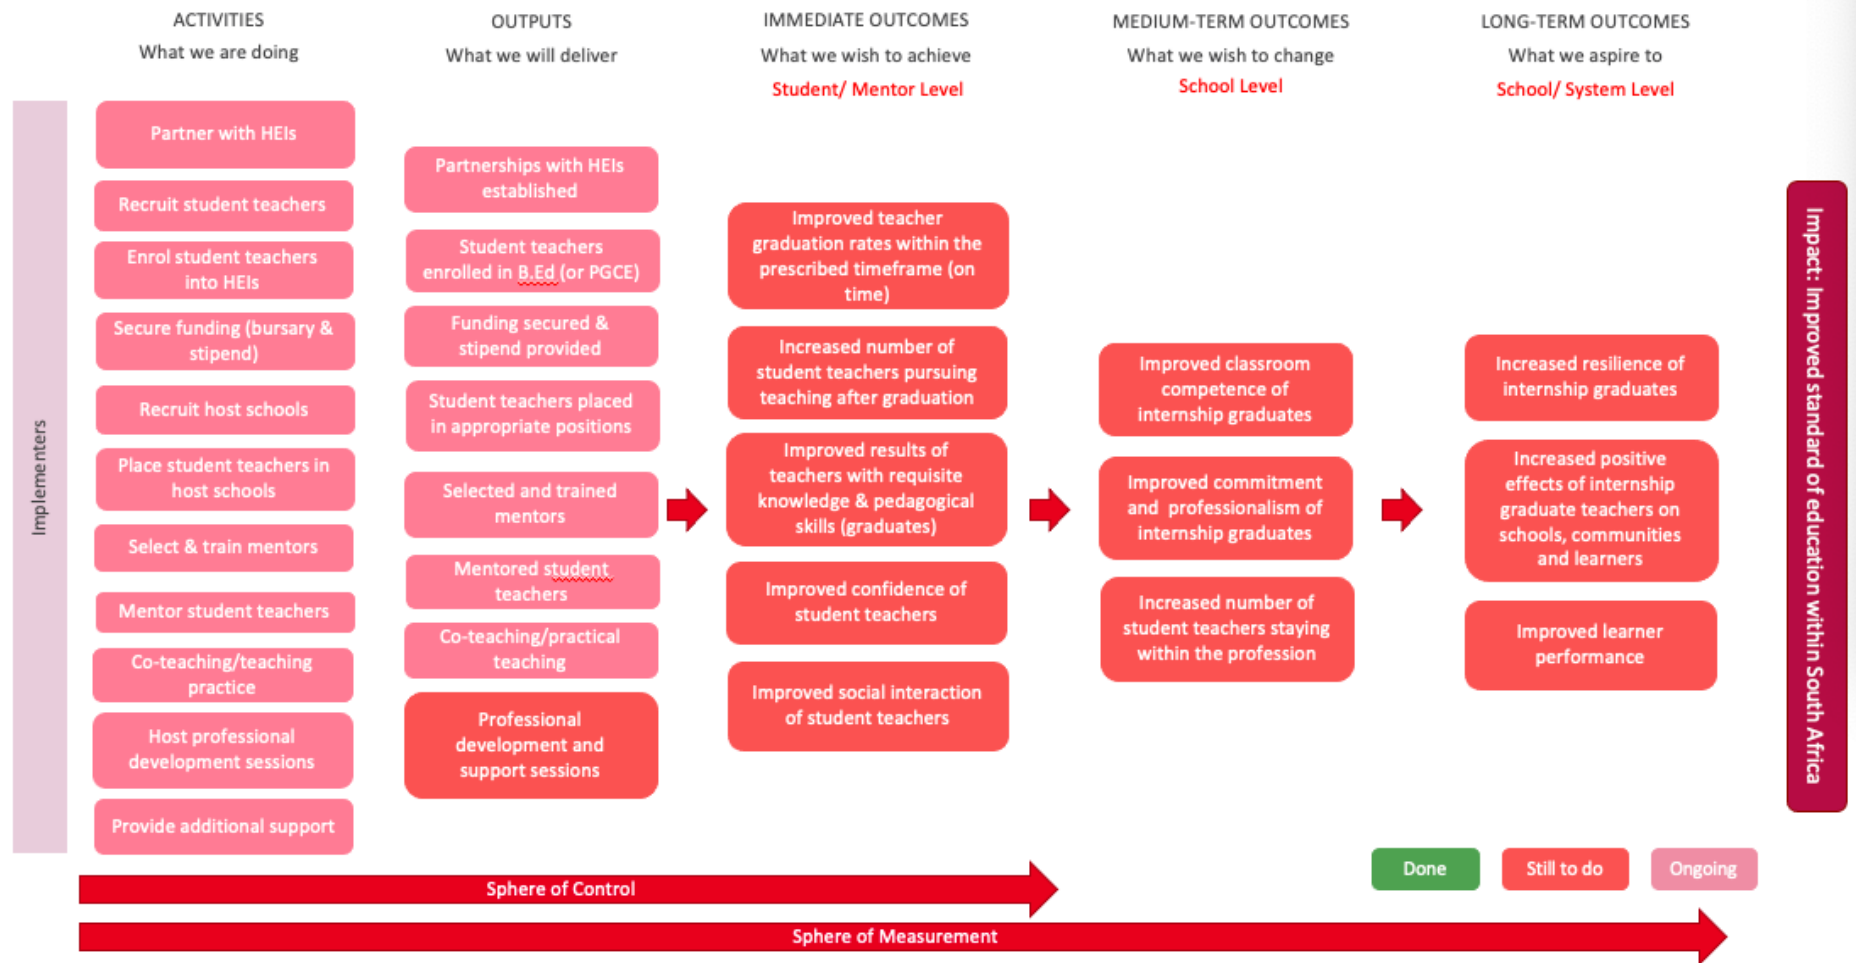 ACTIVITIES
What we are doing
OUTPUTS
What we will deliver
IMMEDIATE OUTCOMES
What we wish to achieve
Student/ Mentor Level
MEDIUM-TERM OUTCOMES
What we wish to change
School Level
LONG-TERM OUTCOMES
What we aspire to
School/ System Level
Implementers
Partner with HEIs
Recruit student teachers
Enrol student teachers
into HEIs
Secure funding (bursary &
stipend)
Recruit host schools
Place student teachers in
host schools
Select & train mentors
Mentor student teachers
Co-teaching/teaching
practice
Host professional
development sessions
Provide additional support
Partnerships with HEIs
established
Student teachers
enrolled in B.Ed (or PGCE)
Funding secured &
stipend provided
Student teachers placed
in appropriate positions
Selected and trained
mentors
Mentored student
teachers
Co-teaching/practical
teaching
Professional
development and
support sessions
Improved teacher
graduation rates within the
prescribed timeframe (on
time)
Increased number of
student teachers pursuing
teaching after graduation
Improved results of
teachers with requisite
knowledge & pedagogical
skills (graduates)
Improved confidence of
student teachers
Improved social interaction
of student teachers
Improved classroom
competence of
internship graduates
Improved commitment
and professionalism of
internship graduates
Increased number of
student teachers staying
within the profession
Increased resilience of
internship graduates
Increased positive
effects of internship
graduate teachers on
schools, communities
and learners
Improved learner
performance
Impact: Improved standard of education within South Africa
Done
Still to do
Ongoing
Sphere of Control
Sphere of Measurement